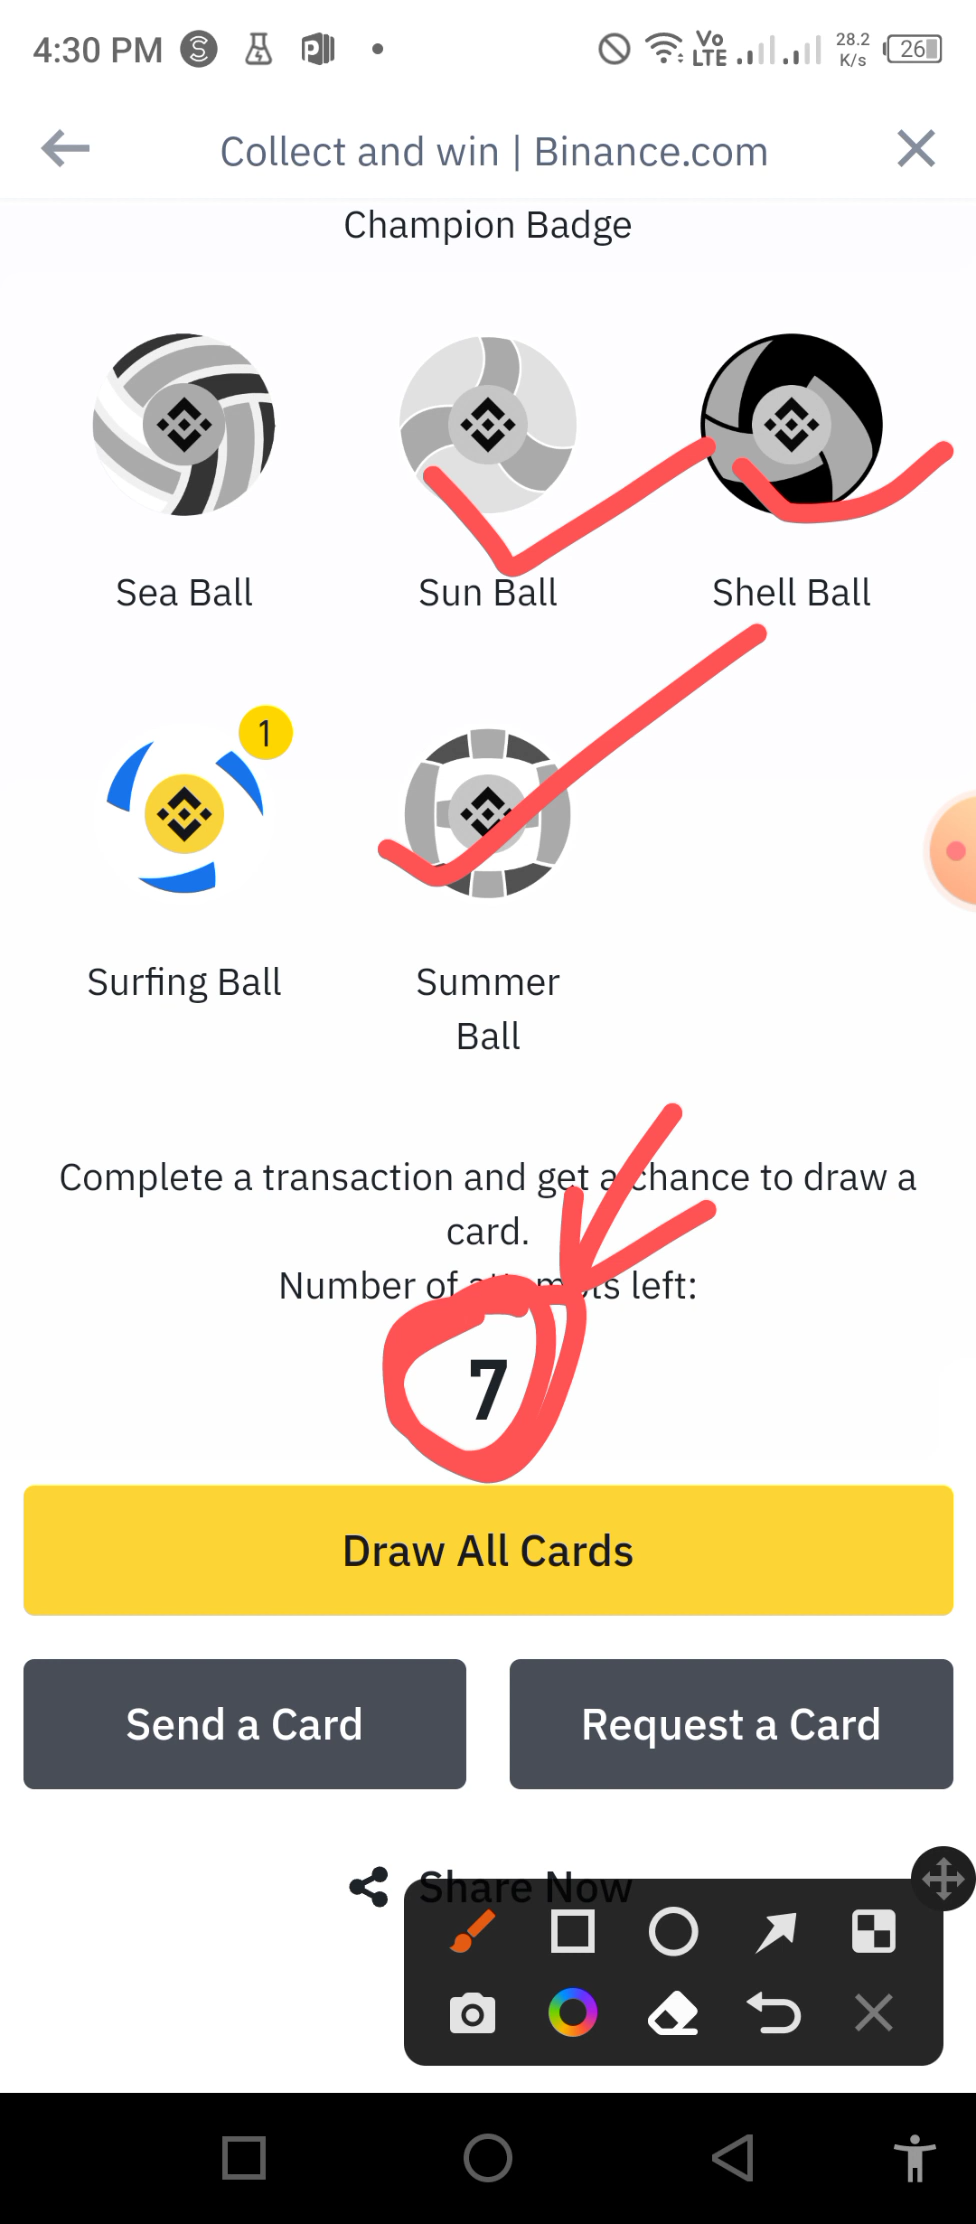 4:30 PM
Vo
LTE
28.2
K/s
26
Collect and win | Binance.com
Champion Badge
Sea Ball
Sun Ball
Shell Ball
1
Surfing Ball
Summer
Ball
Complete a transaction and get a chance to draw a
card.
Number of attempts left:
7
Draw All Cards
Send a Card
Request a Card
Share Now